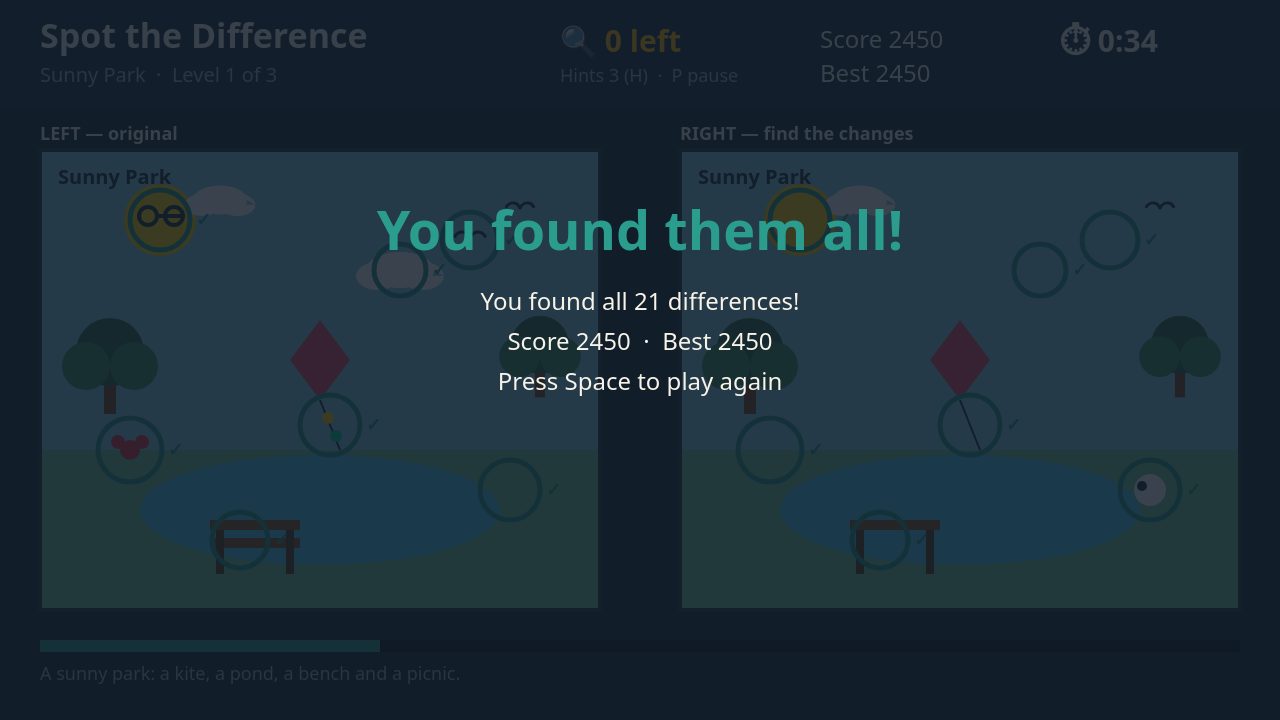 Spot the Difference
Sunny Park · Level 1 of 3
🔍 0 left
Hints 3 (H) · P pause
Score 2450
Best 2450
⏱ 0:34
LEFT — original
RIGHT — find the changes
Sunny Park
Sunny Park
You found them all!
You found all 21 differences!
Score 2450 · Best 2450
Press Space to play again
A sunny park: a kite, a pond, a bench and a picnic.